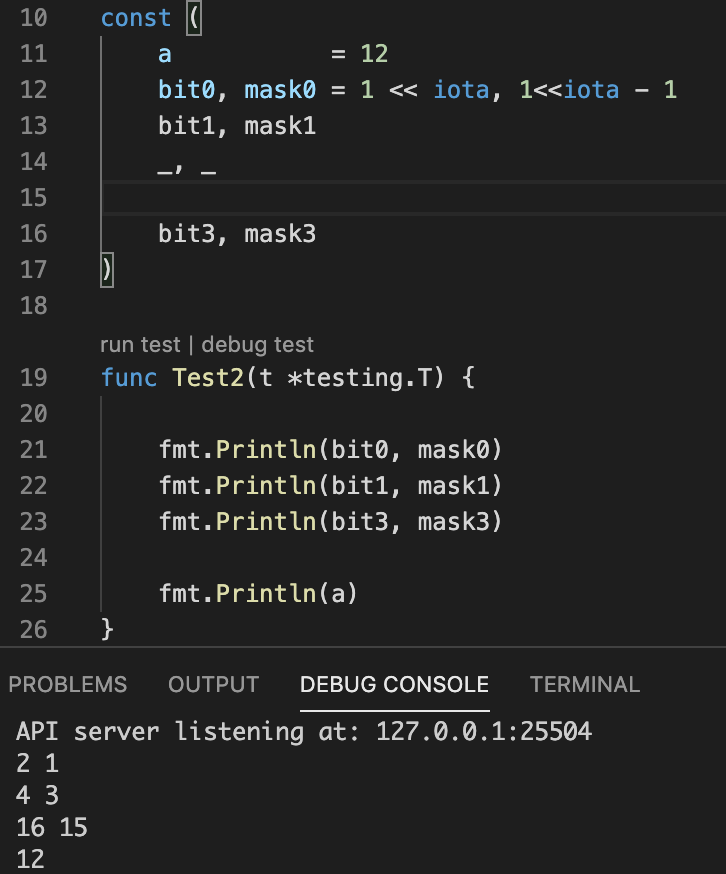 10 const (
11 a = 12
12 bit0, mask0 = 1 << iota, 1<<iota - 1
13 bit1, mask1
14 _, _
15
16 bit3, mask3
17 )
18
run test | debug test
19 func Test2(t *testing.T) {
20
21 fmt.Println(bit0, mask0)
22 fmt.Println(bit1, mask1)
23 fmt.Println(bit3, mask3)
24
25 fmt.Println(a)
26 }
PROBLEMS OUTPUT DEBUG CONSOLE TERMINAL
API server listening at: 127.0.0.1:25504
2 1
4 3
16 15
12